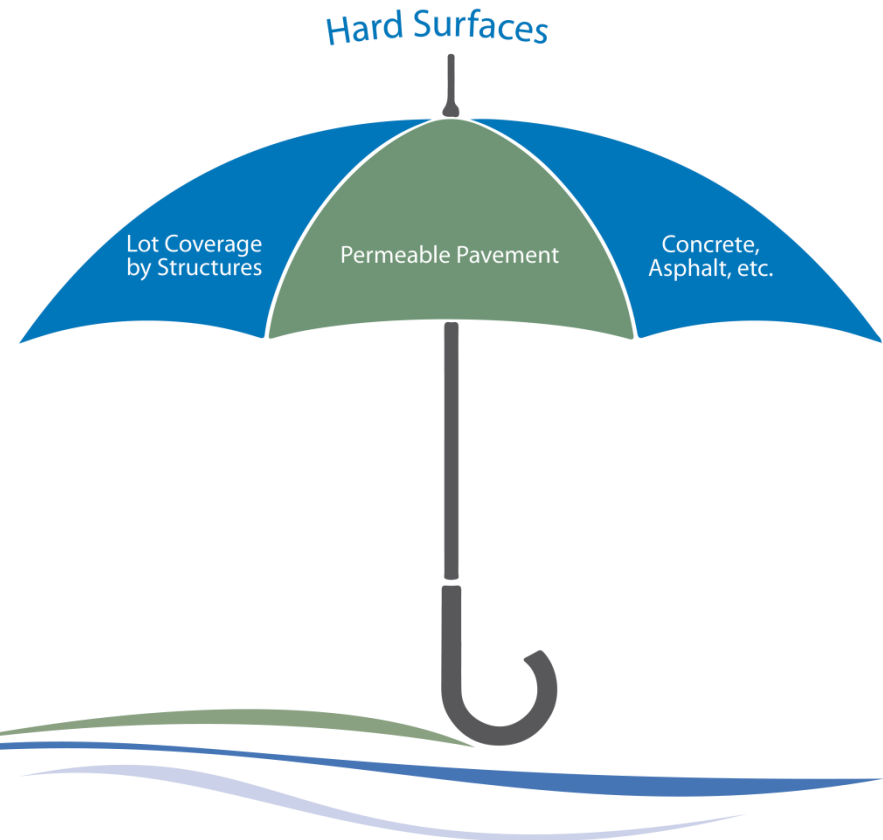 Hard Surfaces
Lot Coverage
by Structures
Permeable Pavement
Concrete,
Asphalt, etc.